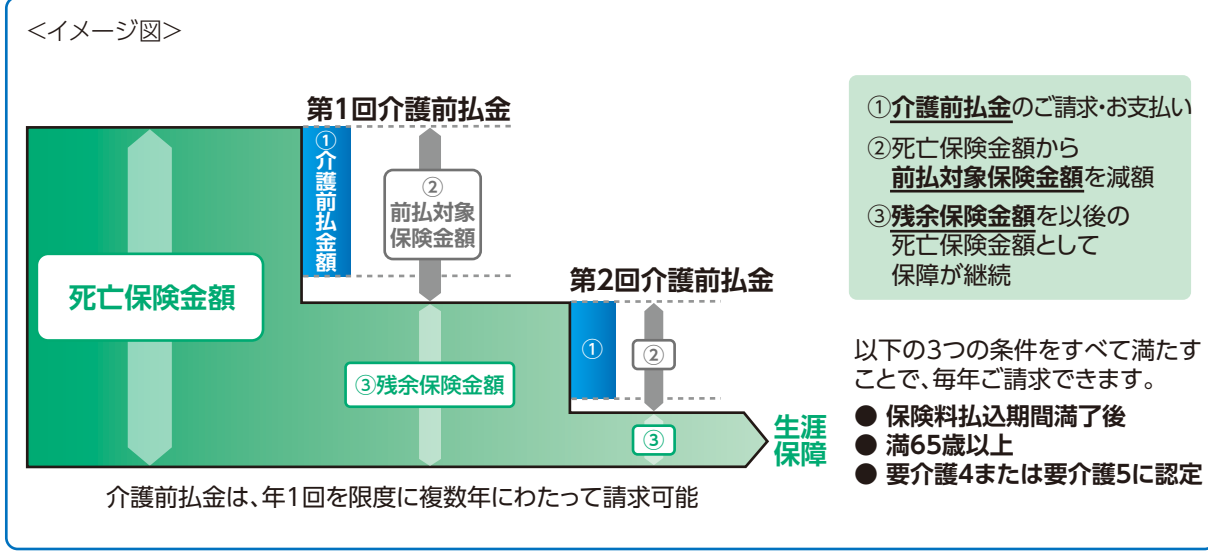 ＜イメージ図＞
第1回介護前払金
①介護前払金額
②
前払対象
保険金額
死亡保険金額
第2回介護前払金
①
②
③残余保険金額
③
生涯
保障
介護前払金は、年1回を限度に複数年にわたって請求可能
①介護前払金のご請求・お支払い
②死亡保険金額から
前払対象保険金額を減額
③残余保険金額を以後の
死亡保険金額として
保障が継続
以下の3つの条件をすべて満たす
ことで、毎年ご請求できます。
● 保険料払込期間満了後
● 満65歳以上
● 要介護4または要介護5に認定